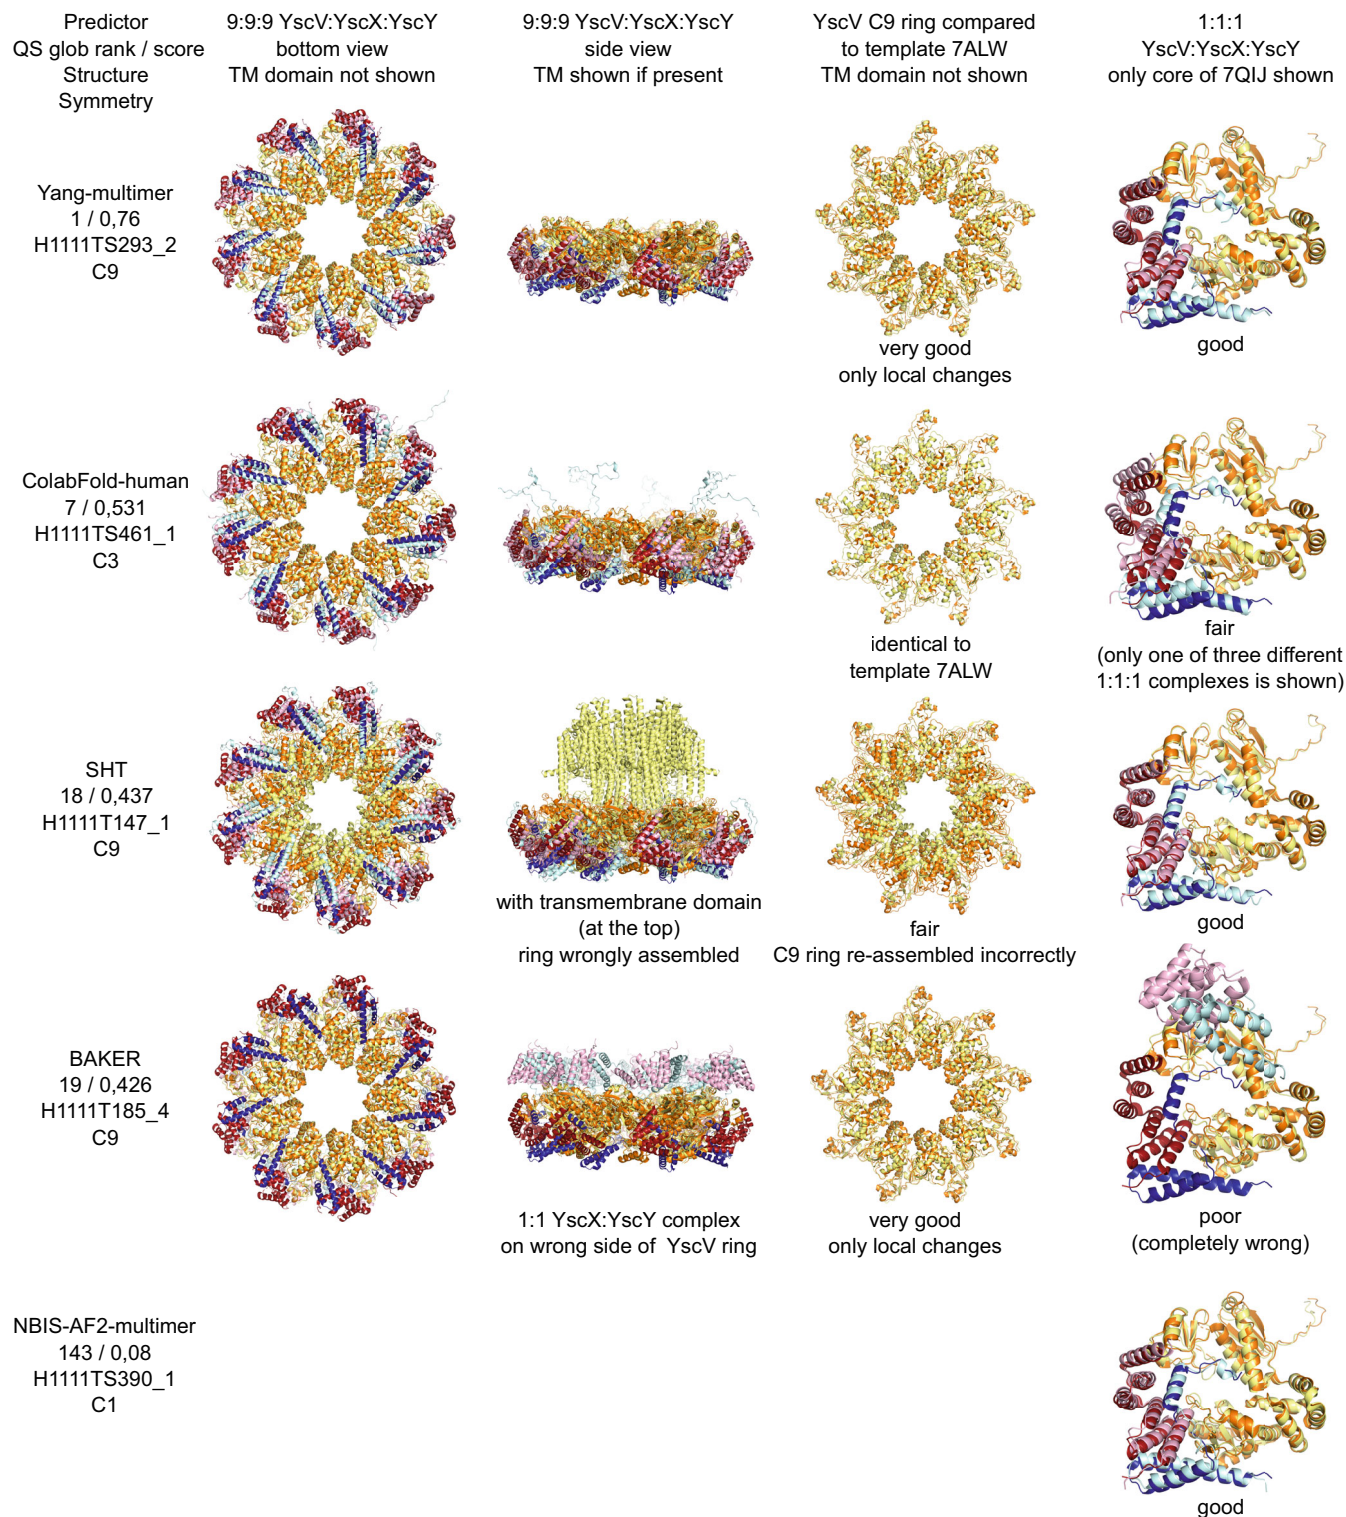 Predictor
QS glob rank / score
Structure
Symmetry
9:9:9 YscV:YscX:YscY
bottom view
TM domain not shown
9:9:9 YscV:YscX:YscY
side view
TM shown if present
YscV C9 ring compared
to template 7ALW
TM domain not shown
1:1:1
YscV:YscX:YscY
only core of 7QIJ shown
Yang-multimer
1 / 0,76
H1111TS293_2
C9
very good
only local changes
good
ColabFold-human
7 / 0,531
H1111TS461_1
C3
identical to
template 7ALW
fair
(only one of three different
1:1:1 complexes is shown)
SHT
18 / 0,437
H1111T147_1
C9
with transmembrane domain
(at the top)
ring wrongly assembled
fair
C9 ring re-assembled incorrectly
good
BAKER
19 / 0,426
H1111T185_4
C9
1:1 YscX:YscY complex
on wrong side of YscV ring
very good
only local changes
poor
(completely wrong)
NBIS-AF2-multimer
143 / 0,08
H1111TS390_1
C1
good